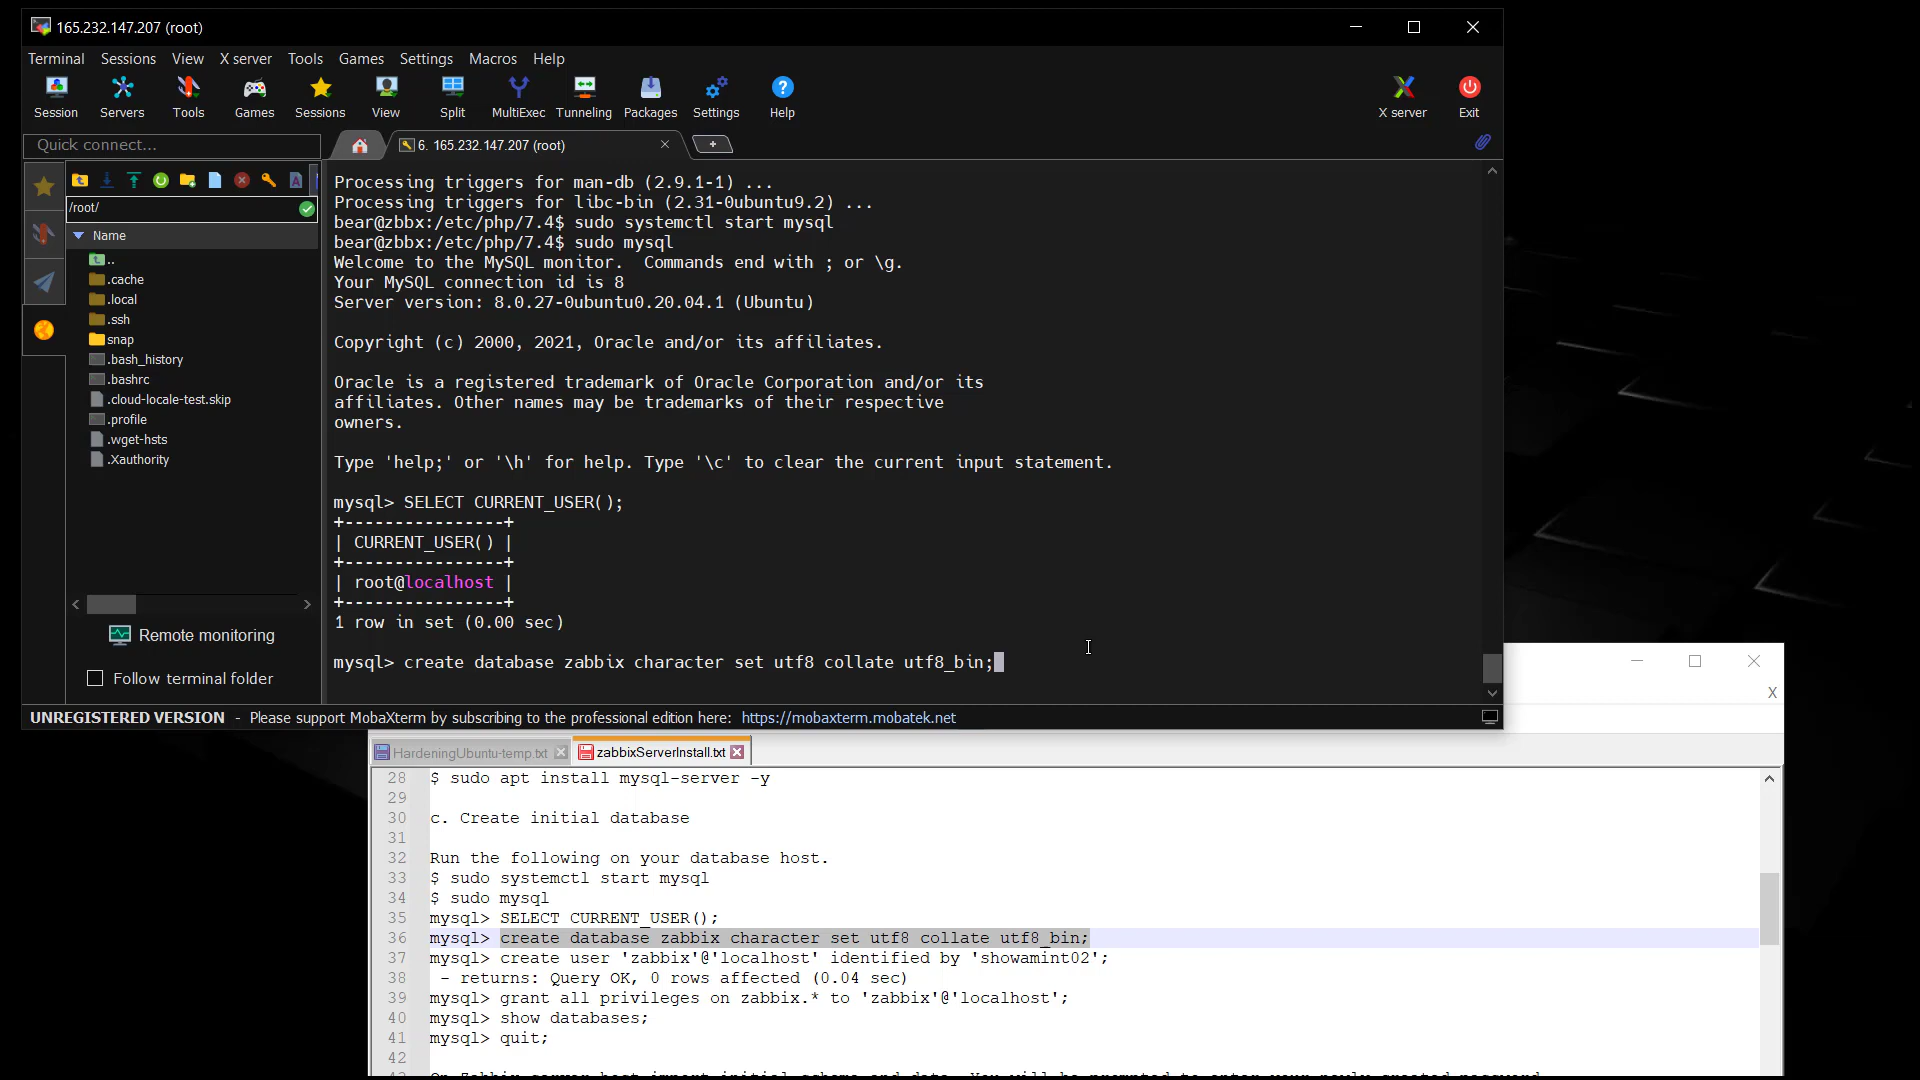 165.232.147.207 (root)
Terminal Sessions View X server Tools Games Settings Macros Help
Session Servers Tools Games Sessions View Split MultiExec Tunneling Packages Settings Help X server Exit
Quick connect...
6. 165.232.147.207 (root)
/root/
Name
..
.cache
.local
.ssh
snap
.bash_history
.bashrc
.cloud-locale-test.skip
.profile
.wget-hsts
.Xauthority
Remote monitoring
Follow terminal folder
Processing triggers for man-db (2.9.1-1) ...
Processing triggers for libc-bin (2.31-0ubuntu9.2) ...
bear@zbbx:/etc/php/7.4$ sudo systemctl start mysql
bear@zbbx:/etc/php/7.4$ sudo mysql
Welcome to the MySQL monitor.  Commands end with ; or \g.
Your MySQL connection id is 8
Server version: 8.0.27-0ubuntu0.20.04.1 (Ubuntu)
Copyright (c) 2000, 2021, Oracle and/or its affiliates.
Oracle is a registered trademark of Oracle Corporation and/or its
affiliates. Other names may be trademarks of their respective
owners.
Type 'help;' or '\h' for help. Type '\c' to clear the current input statement.
mysql> SELECT CURRENT_USER();
+----------------+
| CURRENT_USER() |
+----------------+
| root@localhost |
+----------------+
1 row in set (0.00 sec)
mysql> create database zabbix character set utf8 collate utf8_bin;
UNREGISTERED VERSION - Please support MobaXterm by subscribing to the professional edition here: https://mobaxterm.mobatek.net
X
HardeningUbuntu-temp.txt zabbixServerInstall.txt
28 $ sudo apt install mysql-server -y
29
30 c. Create initial database
31
32 Run the following on your database host.
33 $ sudo systemctl start mysql
34 $ sudo mysql
35 mysql> SELECT CURRENT_USER();
36 mysql> create database zabbix character set utf8 collate utf8_bin;
37 mysql> create user 'zabbix'@'localhost' identified by 'showamint02';
38 - returns: Query OK, 0 rows affected (0.04 sec)
39 mysql> grant all privileges on zabbix.* to 'zabbix'@'localhost';
40 mysql> show databases;
41 mysql> quit;
42